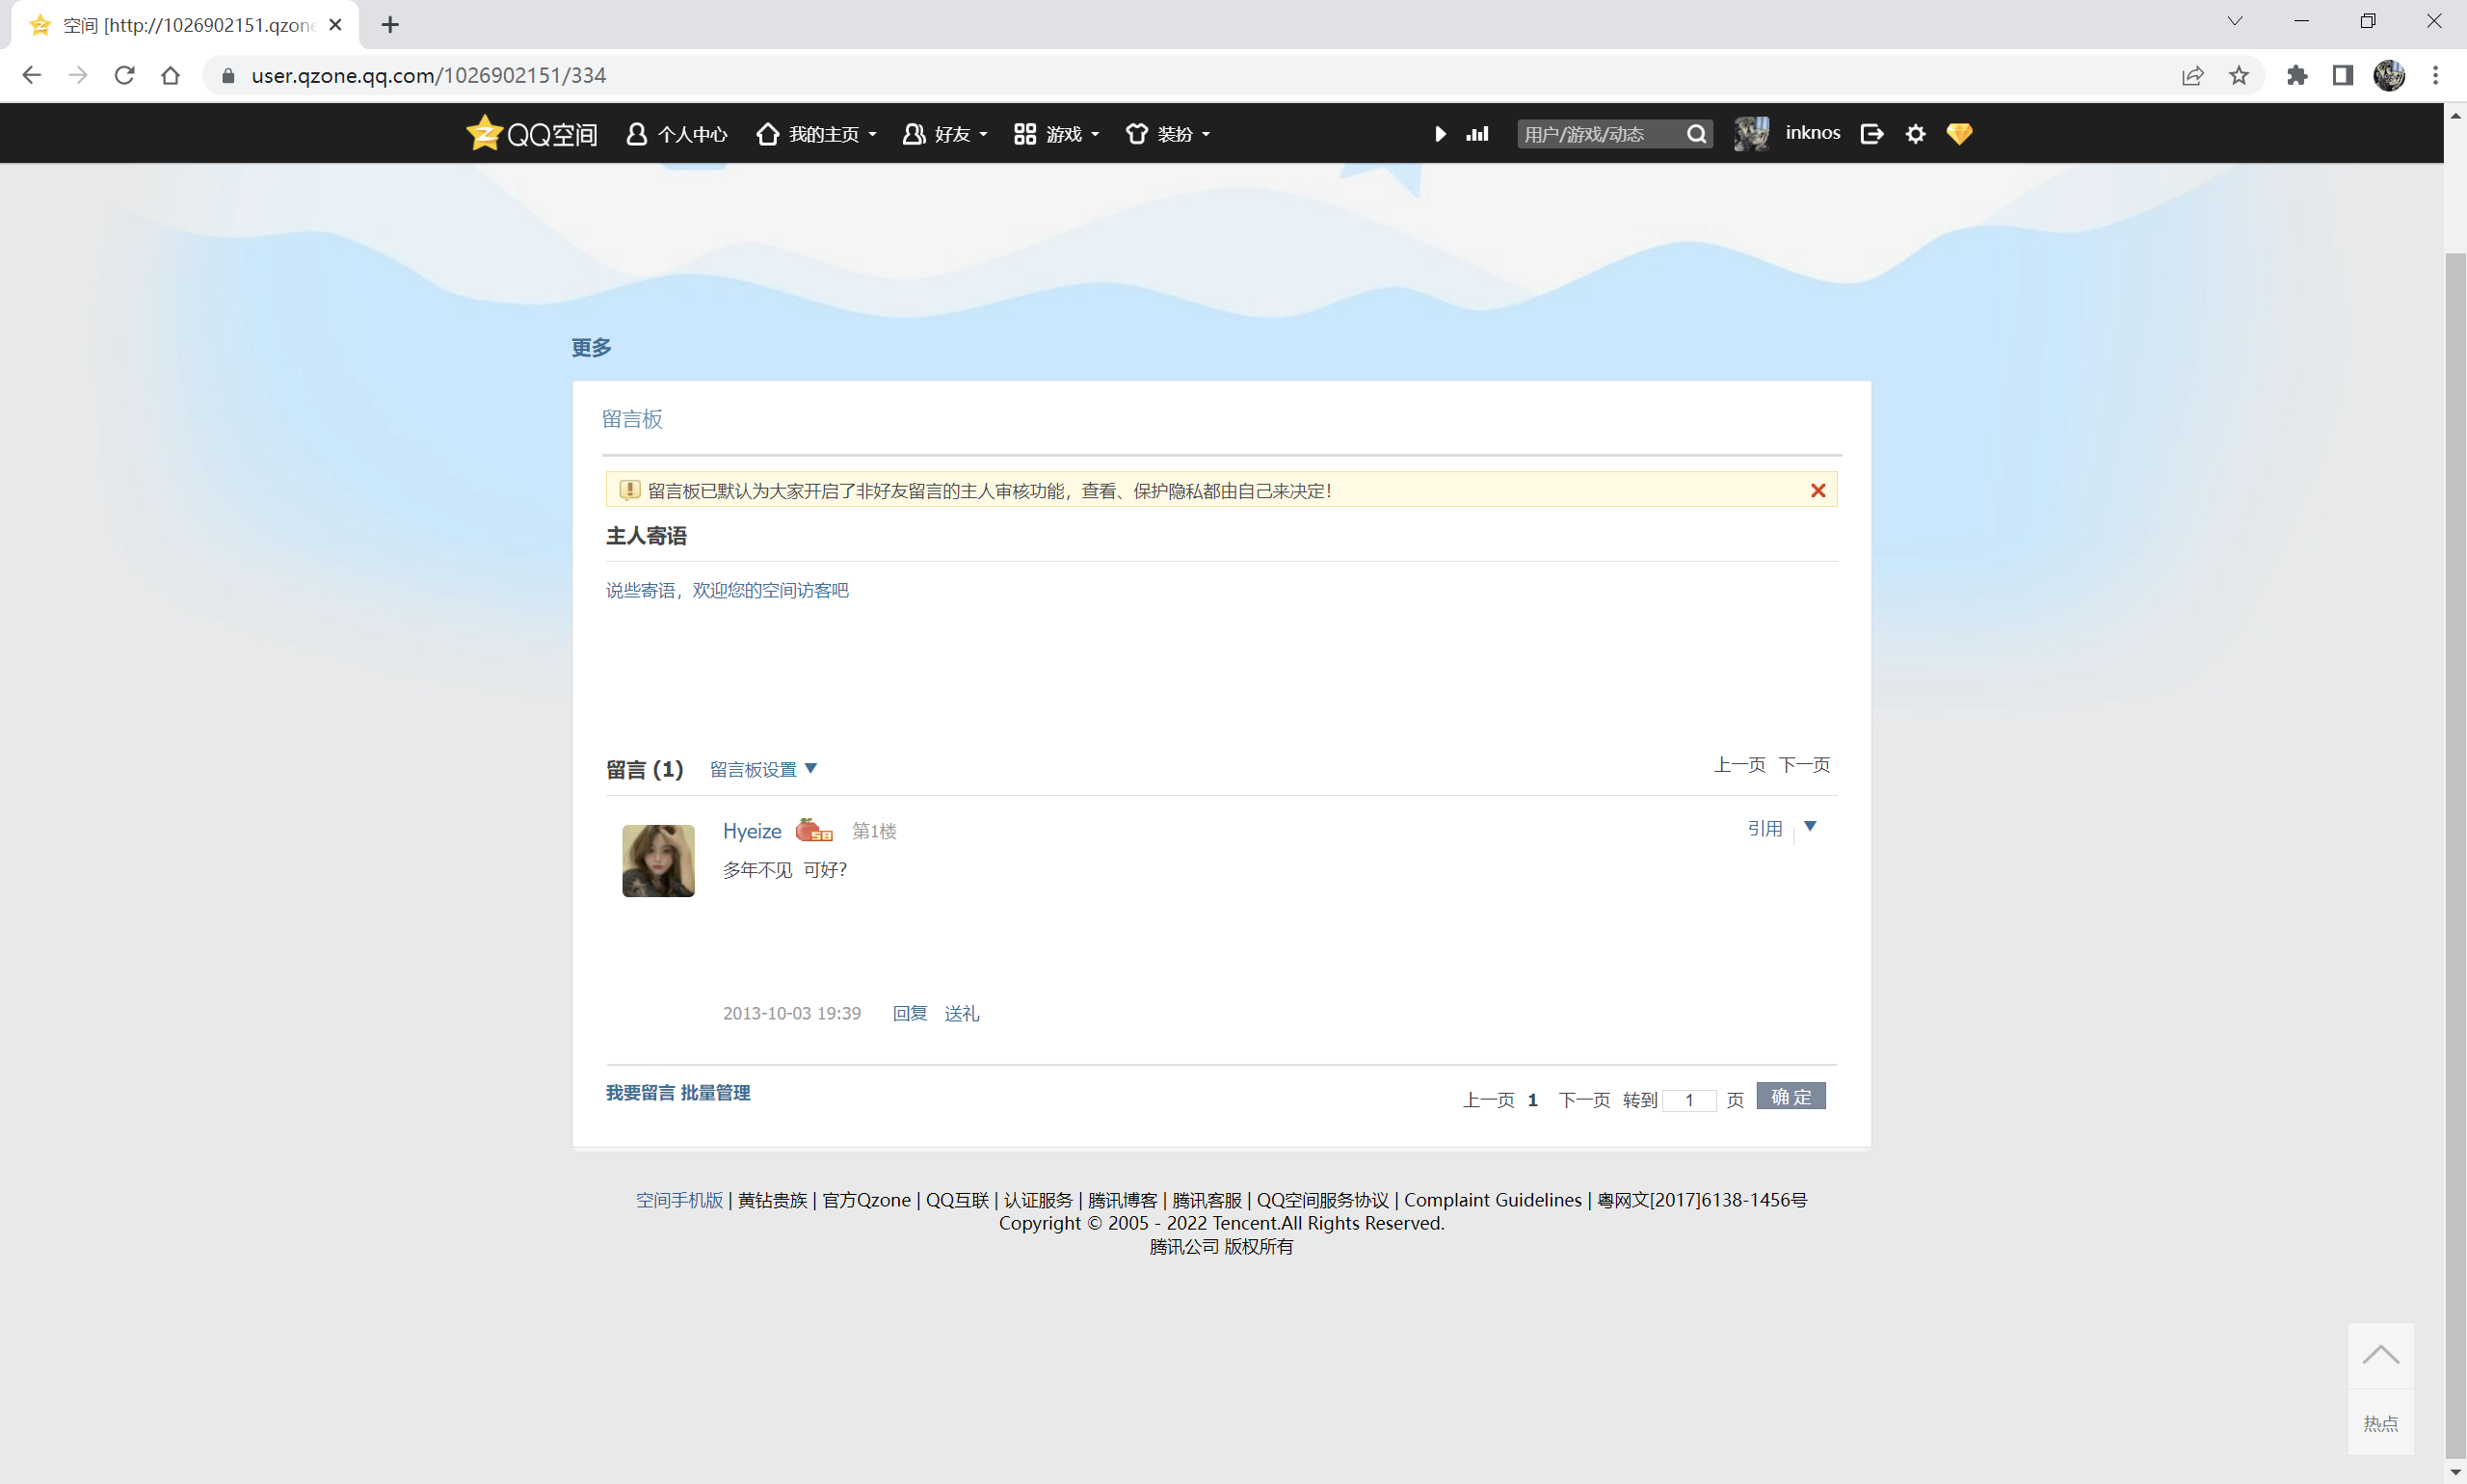 空间 [http://1026902151.qzone
user.qzone.qq.com/1026902151/334
QQ空间 个人中心 我的主页 好友 游戏 装扮 用户/游戏/动态 inknos
更多
留言板
留言板已默认为大家开启了非好友留言的主人审核功能，查看、保护隐私都由自己来决定！
主人寄语
说些寄语，欢迎您的空间访客吧
留言 (1) 留言板设置 上一页 下一页
Hyeize 58 第1楼 引用
多年不见 可好？
2013-10-03 19:39 回复 送礼
我要留言 批量管理 上一页 1 下一页 转到 1 页 确 定
空间手机版 | 黄钻贵族 | 官方Qzone | QQ互联 | 认证服务 | 腾讯博客 | 腾讯客服 | QQ空间服务协议 | Complaint Guidelines | 粤网文[2017]6138-1456号
Copyright © 2005 - 2022 Tencent.All Rights Reserved.
腾讯公司 版权所有
热点